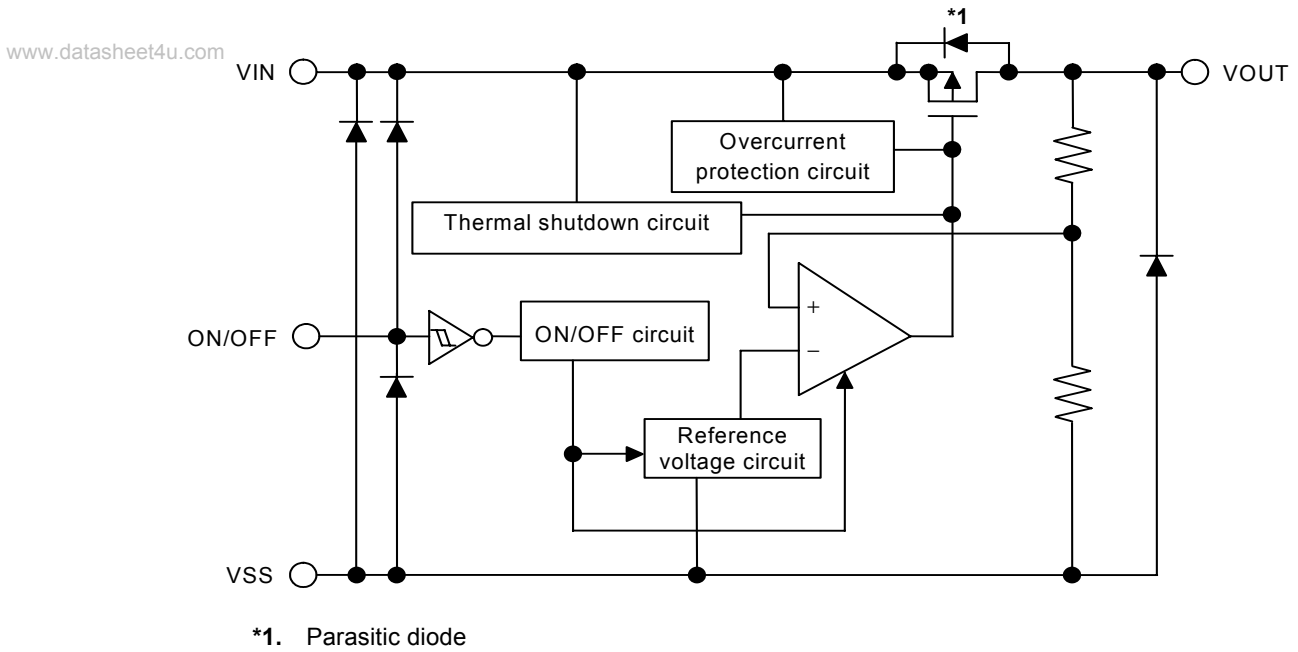 *1
www.datasheet4u.com
VIN
VOUT
Overcurrent
protection circuit
Thermal shutdown circuit
+
ON/OFF
ON/OFF circuit
−
Reference
voltage circuit
VSS
*1. Parasitic diode